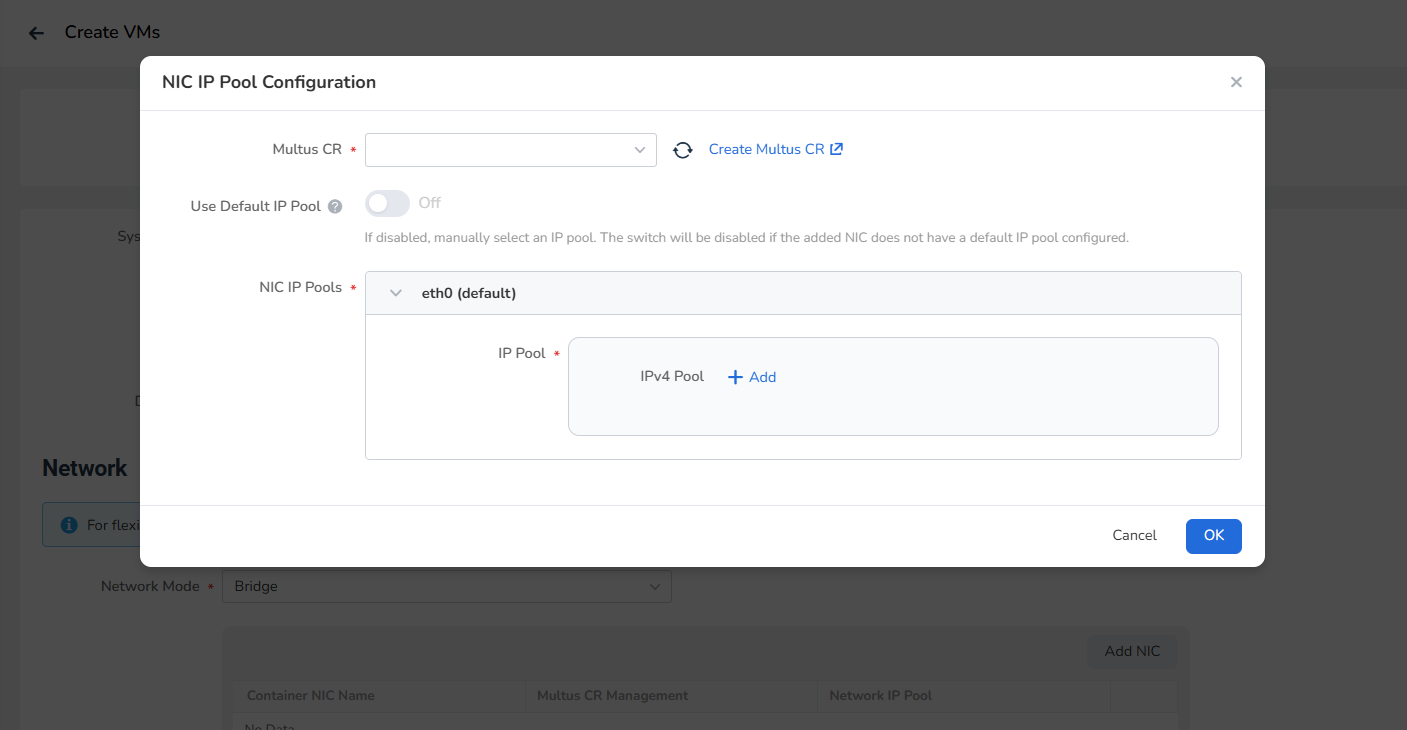 Create VMs
NIC IP Pool Configuration
Multus CR *
Create Multus CR
Use Default IP Pool ?
Off
If disabled, manually select an IP pool. The switch will be disabled if the added NIC does not have a default IP pool configured.
NIC IP Pools *
eth0 (default)
IP Pool *
IPv4 Pool
+ Add
Cancel
OK
Network
For flexi
Network Mode *
Bridge
Add NIC
Container NIC Name
Multus CR Management
Network IP Pool
No Data